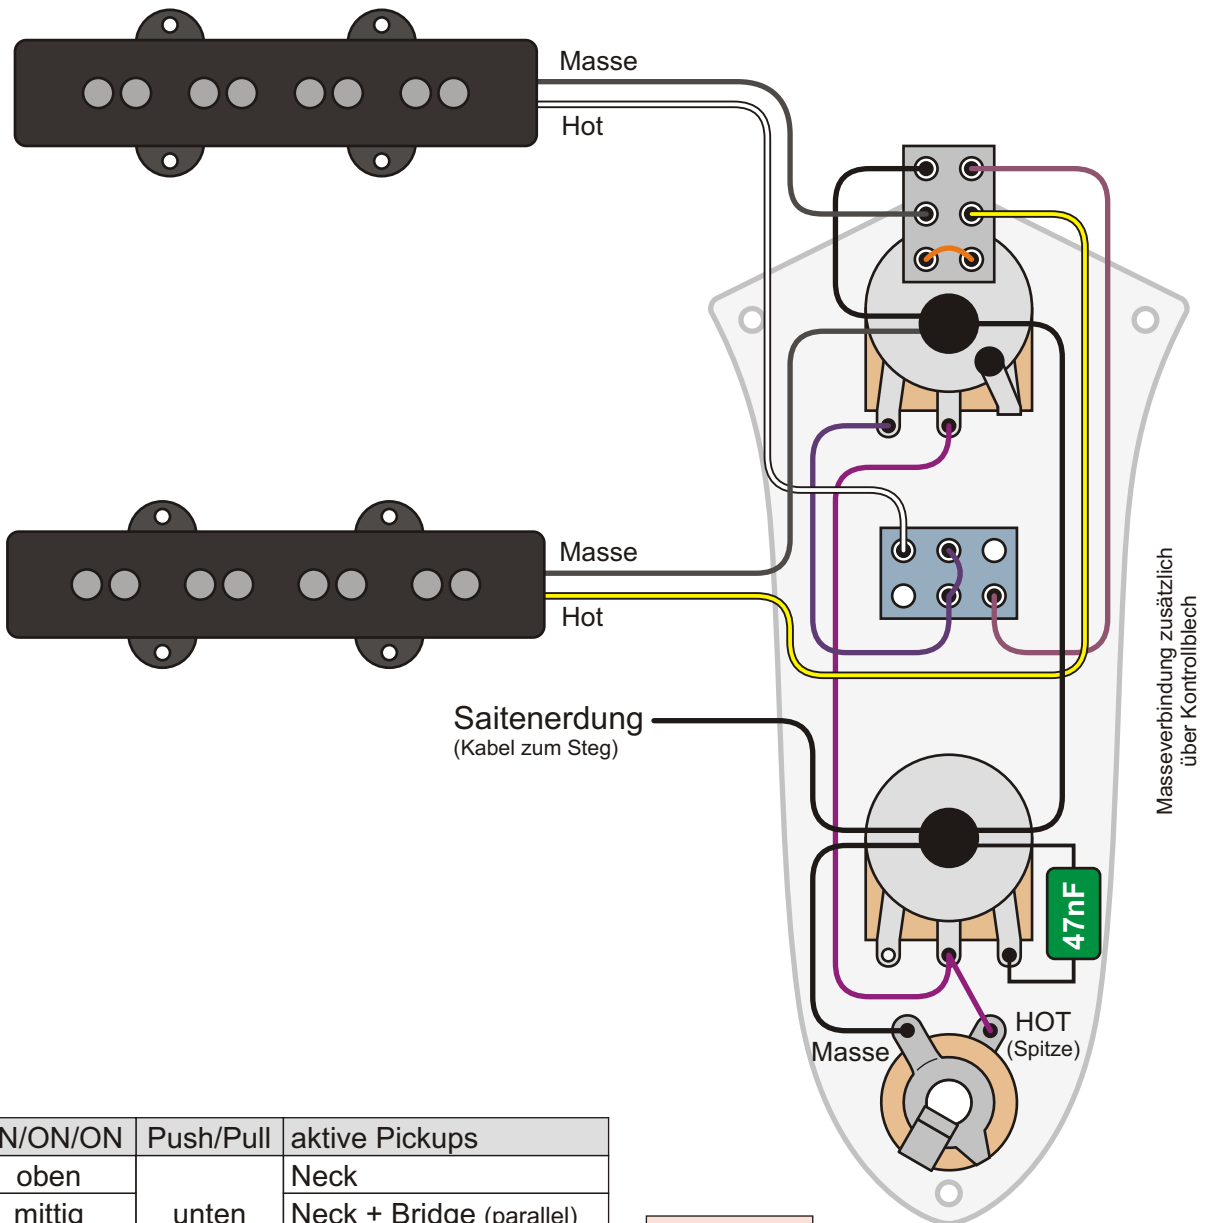 Masse
Hot
Masse
Hot
Saitenerdung
(Kabel zum Steg)
Masseverbindung zusätzlich
über Kontrollblech
47nF
HOT
(Spitze)
Masse
N/ON/ON Push/Pull aktive Pickups
oben Neck
mittig unten Neck + Bridge (parallel)